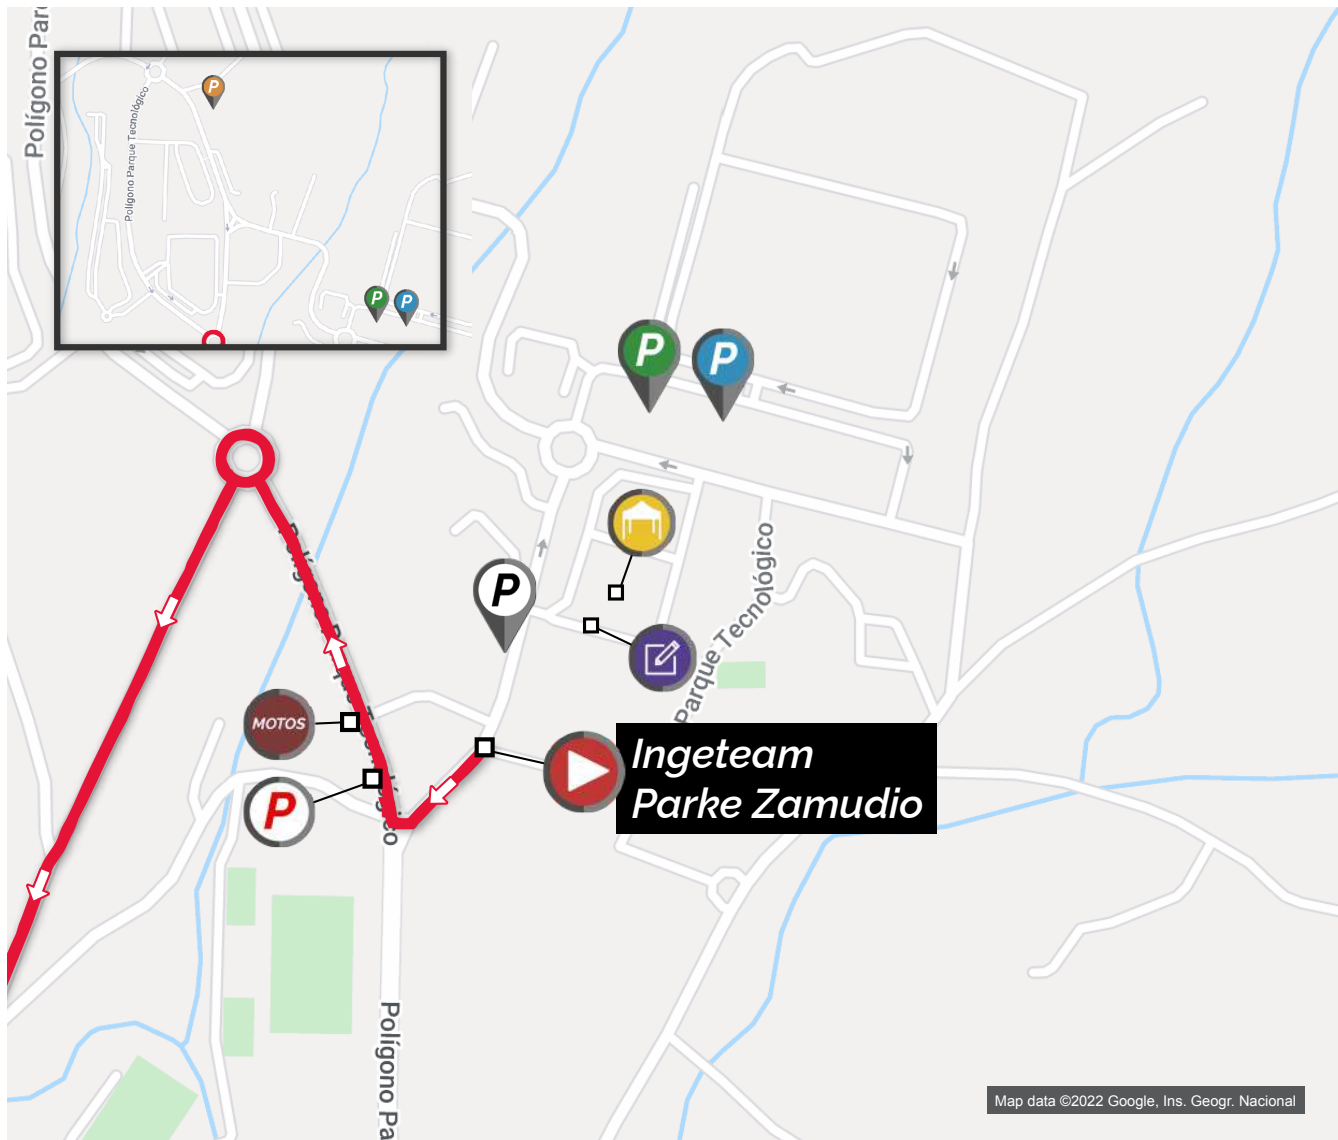 Polígono Par
Polígono Parque Tecnológico
P
P
P
P
P
P
Polígono Parque Tecnológico
Parque Tecnológico
MOTOS
P
Ingeteam
Parke Zamudio
Polígono Pa
Map data ©2022 Google, Ins. Geogr. Nacional